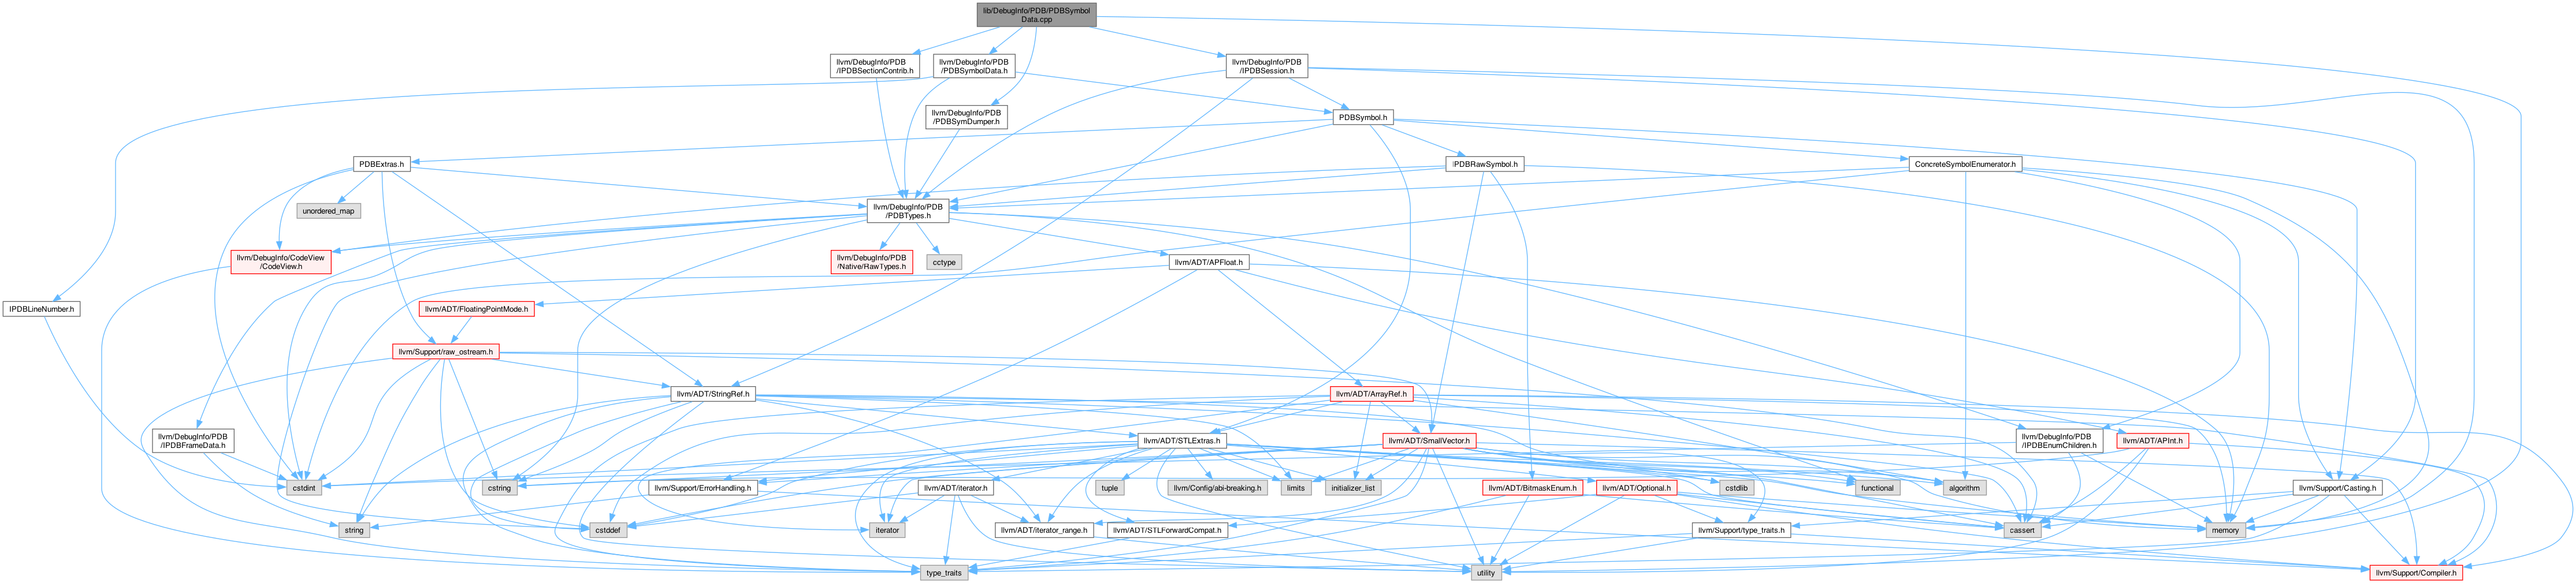 lib/DebugInfo/PDB/PDBSymbol
Data.cpp
llvm/DebugInfo/PDB
/IPDBSectionContrib.h
llvm/DebugInfo/PDB
/PDBSymbolData.h
llvm/DebugInfo/PDB
/IPDBSession.h
llvm/DebugInfo/PDB
/PDBSymDumper.h
PDBSymbol.h
PDBExtras.h
IPDBRawSymbol.h
ConcreteSymbolEnumerator.h
unordered_map
llvm/DebugInfo/PDB
/PDBTypes.h
llvm/DebugInfo/CodeView
/CodeView.h
llvm/DebugInfo/PDB
/Native/RawTypes.h
cctype
llvm/ADT/APFloat.h
IPDBLineNumber.h
llvm/ADT/FloatingPointMode.h
llvm/Support/raw_ostream.h
llvm/ADT/StringRef.h
llvm/ADT/ArrayRef.h
llvm/DebugInfo/PDB
/IPDBFrameData.h
llvm/ADT/STLExtras.h
llvm/ADT/SmallVector.h
llvm/DebugInfo/PDB
/IPDBEnumChildren.h
llvm/ADT/APInt.h
cstdint
cstring
llvm/Support/ErrorHandling.h
llvm/ADT/iterator.h
tuple
llvm/Config/abi-breaking.h
limits
initializer_list
llvm/ADT/BitmaskEnum.h
llvm/ADT/Optional.h
cstdlib
functional
algorithm
llvm/Support/Casting.h
string
cstddef
iterator
llvm/ADT/iterator_range.h
llvm/ADT/STLForwardCompat.h
llvm/Support/type_traits.h
cassert
memory
type_traits
utility
llvm/Support/Compiler.h